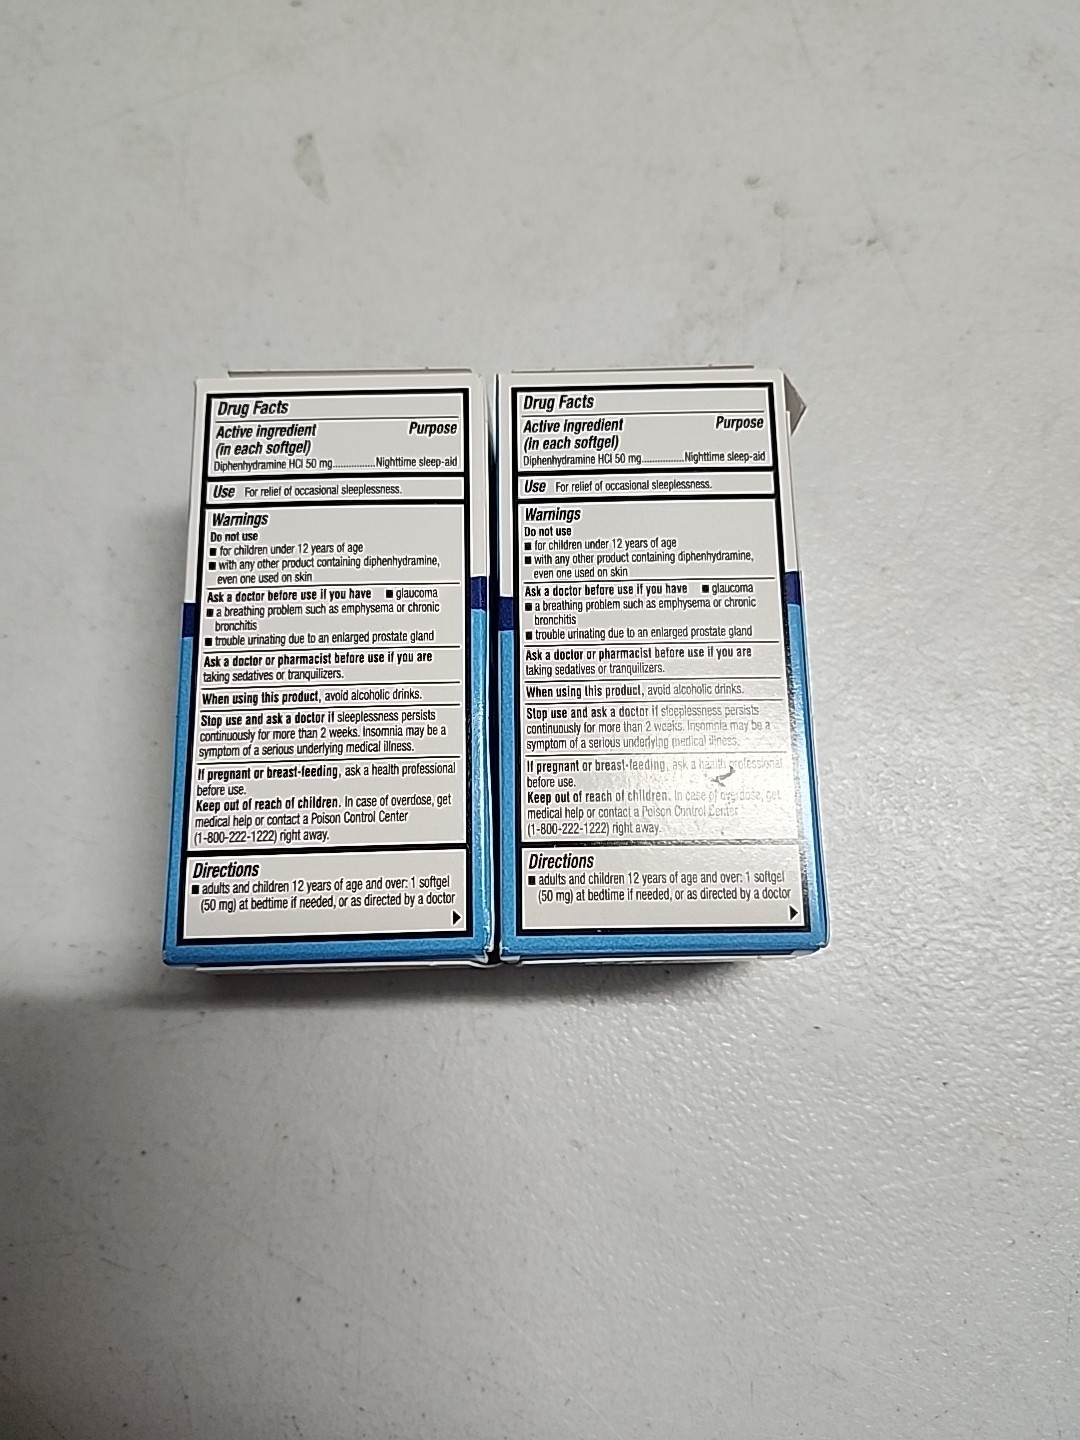 Drug Facts
Active ingredient Purpose
(in each softgel)
Diphenhydramine HCl 50 mg...............Nighttime sleep-aid
Use For relief of occasional sleeplessness.
Warnings
Do not use
■ for children under 12 years of age
■ with any other product containing diphenhydramine,
even one used on skin
Ask a doctor before use if you have ■ glaucoma
■ a breathing problem such as emphysema or chronic
bronchitis
■ trouble urinating due to an enlarged prostate gland
Ask a doctor or pharmacist before use if you are
taking sedatives or tranquilizers.
When using this product, avoid alcoholic drinks.
Stop use and ask a doctor if sleeplessness persists
continuously for more than 2 weeks. Insomnia may be a
symptom of a serious underlying medical illness.
If pregnant or breast-feeding, ask a health professional
before use.
Keep out of reach of children. In case of overdose, get
medical help or contact a Poison Control Center
(1-800-222-1222) right away.
Directions
■ adults and children 12 years of age and over: 1 softgel
(50 mg) at bedtime if needed, or as directed by a doctor
Drug Facts
Active ingredient Purpose
(in each softgel)
Diphenhydramine HCl 50 mg...............Nighttime sleep-aid
Use For relief of occasional sleeplessness.
Warnings
Do not use
■ for children under 12 years of age
■ with any other product containing diphenhydramine,
even one used on skin
Ask a doctor before use if you have ■ glaucoma
■ a breathing problem such as emphysema or chronic
bronchitis
■ trouble urinating due to an enlarged prostate gland
Ask a doctor or pharmacist before use if you are
taking sedatives or tranquilizers.
When using this product, avoid alcoholic drinks.
Stop use and ask a doctor if sleeplessness persists
continuously for more than 2 weeks. Insomnia may be a
symptom of a serious underlying medical illness.
If pregnant or breast-feeding, ask a health professional
before use.
Keep out of reach of children. In case of overdose, get
medical help or contact a Poison Control Center
(1-800-222-1222) right away.
Directions
■ adults and children 12 years of age and over: 1 softgel
(50 mg) at bedtime if needed, or as directed by a doctor